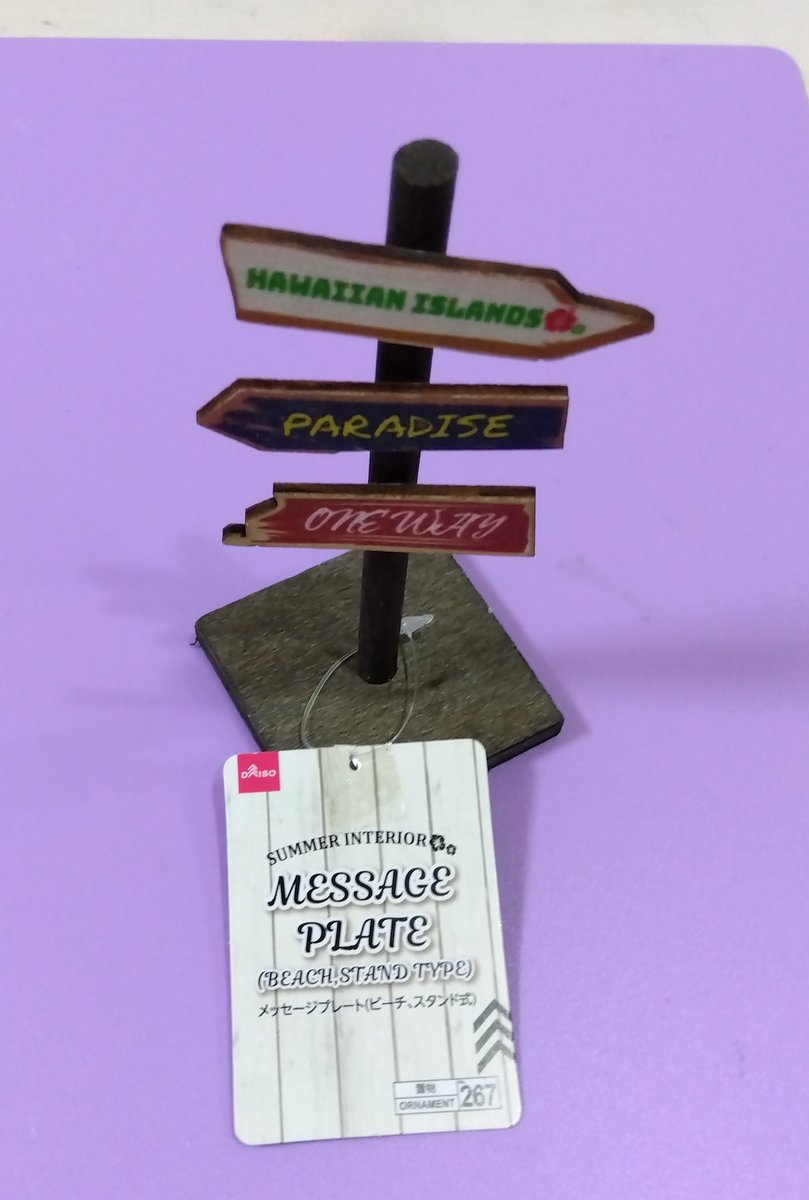 HAWAIIAN ISLANDS
PARADISE
ONE WAY
DAISO
SUMMER INTERIOR
MESSAGE
PLATE
(BEACH,STAND TYPE)
メッセージプレート(ビーチ、スタンド式)
置物
ORNAMENT
No. 267